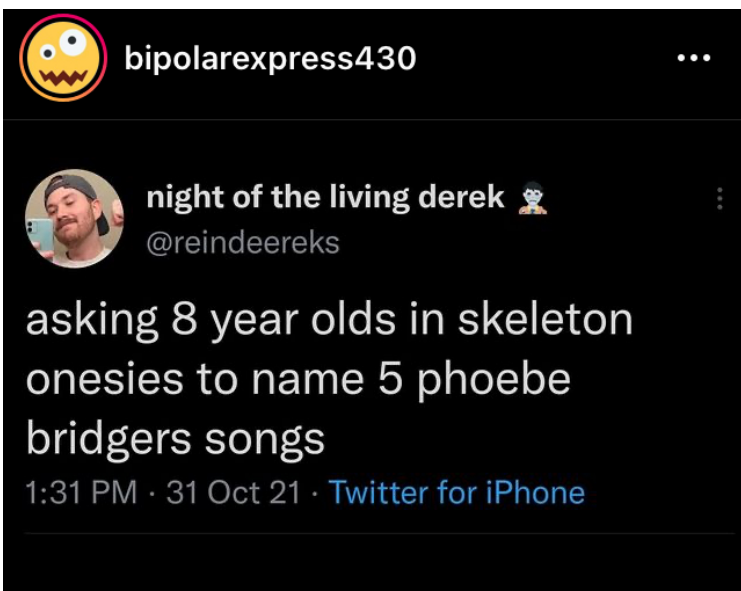 bipolarexpress430
night of the living derek 🧟‍♂️
@reindeereks
asking 8 year olds in skeleton
onesies to name 5 phoebe
bridgers songs
1:31 PM · 31 Oct 21 · Twitter for iPhone